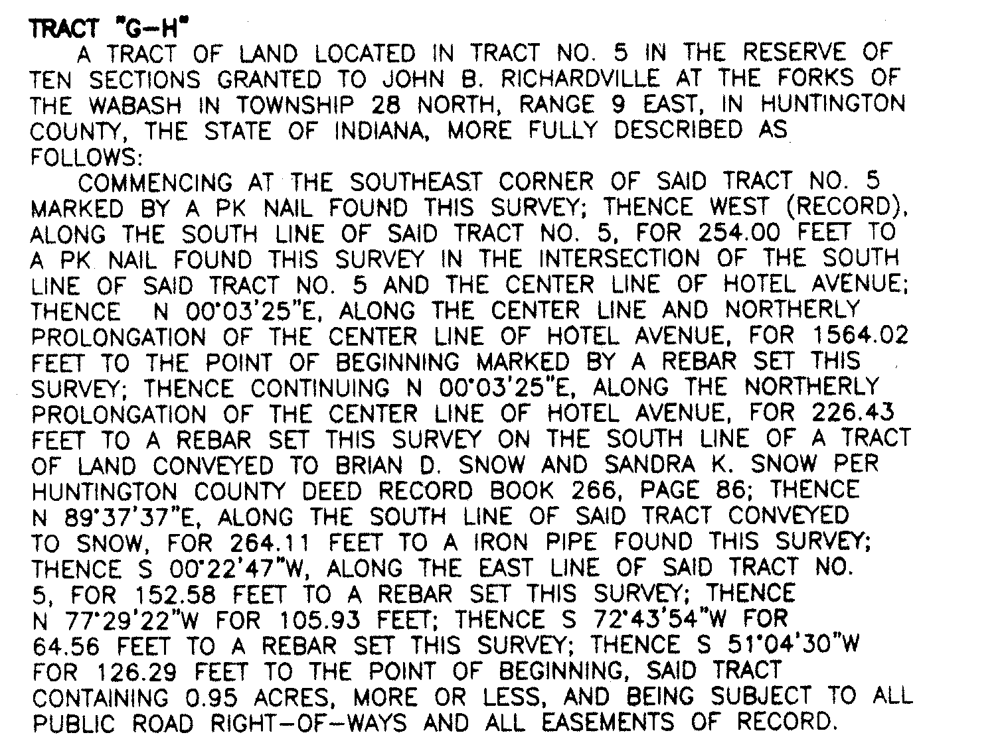 TRACT "G-H"
A TRACT OF LAND LOCATED IN TRACT NO. 5 IN THE RESERVE OF
TEN SECTIONS GRANTED TO JOHN B. RICHARDVILLE AT THE FORKS OF
THE WABASH IN TOWNSHIP 28 NORTH, RANGE 9 EAST, IN HUNTINGTON
COUNTY, THE STATE OF INDIANA, MORE FULLY DESCRIBED AS
FOLLOWS:
COMMENCING AT THE SOUTHEAST CORNER OF SAID TRACT NO. 5
MARKED BY A PK NAIL FOUND THIS SURVEY; THENCE WEST (RECORD),
ALONG THE SOUTH LINE OF SAID TRACT NO. 5, FOR 254.00 FEET TO
A PK NAIL FOUND THIS SURVEY IN THE INTERSECTION OF THE SOUTH
LINE OF SAID TRACT NO. 5 AND THE CENTER LINE OF HOTEL AVENUE;
THENCE N 00°03'25"E, ALONG THE CENTER LINE AND NORTHERLY
PROLONGATION OF THE CENTER LINE OF HOTEL AVENUE, FOR 1564.02
FEET TO THE POINT OF BEGINNING MARKED BY A REBAR SET THIS
SURVEY; THENCE CONTINUING N 00°03'25"E, ALONG THE NORTHERLY
PROLONGATION OF THE CENTER LINE OF HOTEL AVENUE, FOR 226.43
FEET TO A REBAR SET THIS SURVEY ON THE SOUTH LINE OF A TRACT
OF LAND CONVEYED TO BRIAN D. SNOW AND SANDRA K. SNOW PER
HUNTINGTON COUNTY DEED RECORD BOOK 266, PAGE 86; THENCE
N 89°37'37"E, ALONG THE SOUTH LINE OF SAID TRACT CONVEYED
TO SNOW, FOR 264.11 FEET TO A IRON PIPE FOUND THIS SURVEY;
THENCE S 00°22'47"W, ALONG THE EAST LINE OF SAID TRACT NO.
5, FOR 152.58 FEET TO A REBAR SET THIS SURVEY; THENCE
N 77°29'22"W FOR 105.93 FEET; THENCE S 72°43'54"W FOR
64.56 FEET TO A REBAR SET THIS SURVEY; THENCE S 51°04'30"W
FOR 126.29 FEET TO THE POINT OF BEGINNING, SAID TRACT
CONTAINING 0.95 ACRES, MORE OR LESS, AND BEING SUBJECT TO ALL
PUBLIC ROAD RIGHT-OF-WAYS AND ALL EASEMENTS OF RECORD.